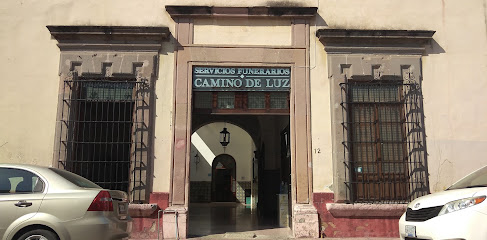 SERVICIOS FUNERARIOS
CAMINO DE LUZ
12